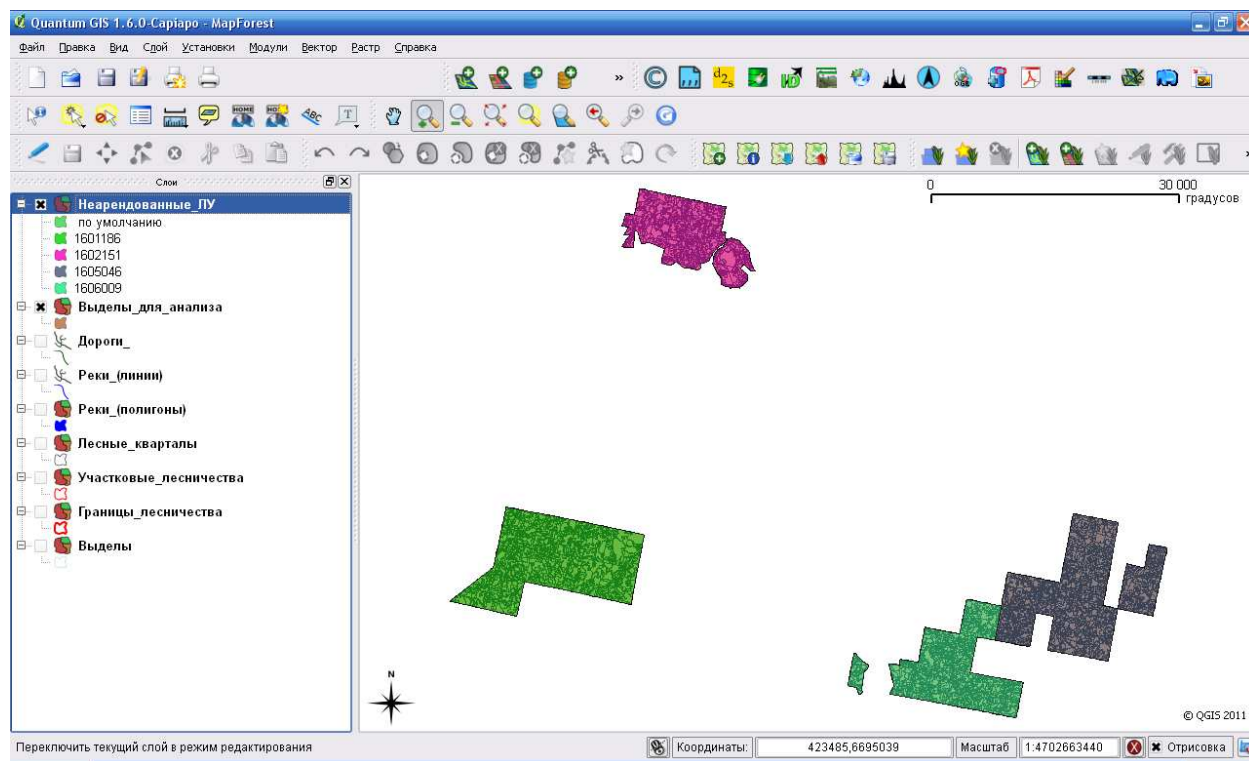 Quantum GIS 1.6.0-Capiapo - MapForest
Файл Правка Вид Слой Установки Модули Вектор Растр Справка
Слои
Неарендованные_ЛУ
по умолчанию
1601186
1602151
1605046
1606009
Выделы_для_анализа
Дороги_
Реки_(линии)
Реки_(полигоны)
Лесные_кварталы
Участковые_лесничества
Границы_лесничества
Выделы
0 30 000
градусов
N
© QGIS 2011
Переключить текущий слой в режим редактирования Координаты: 423485,6695039 Масштаб 1:4702663440 Отрисовка